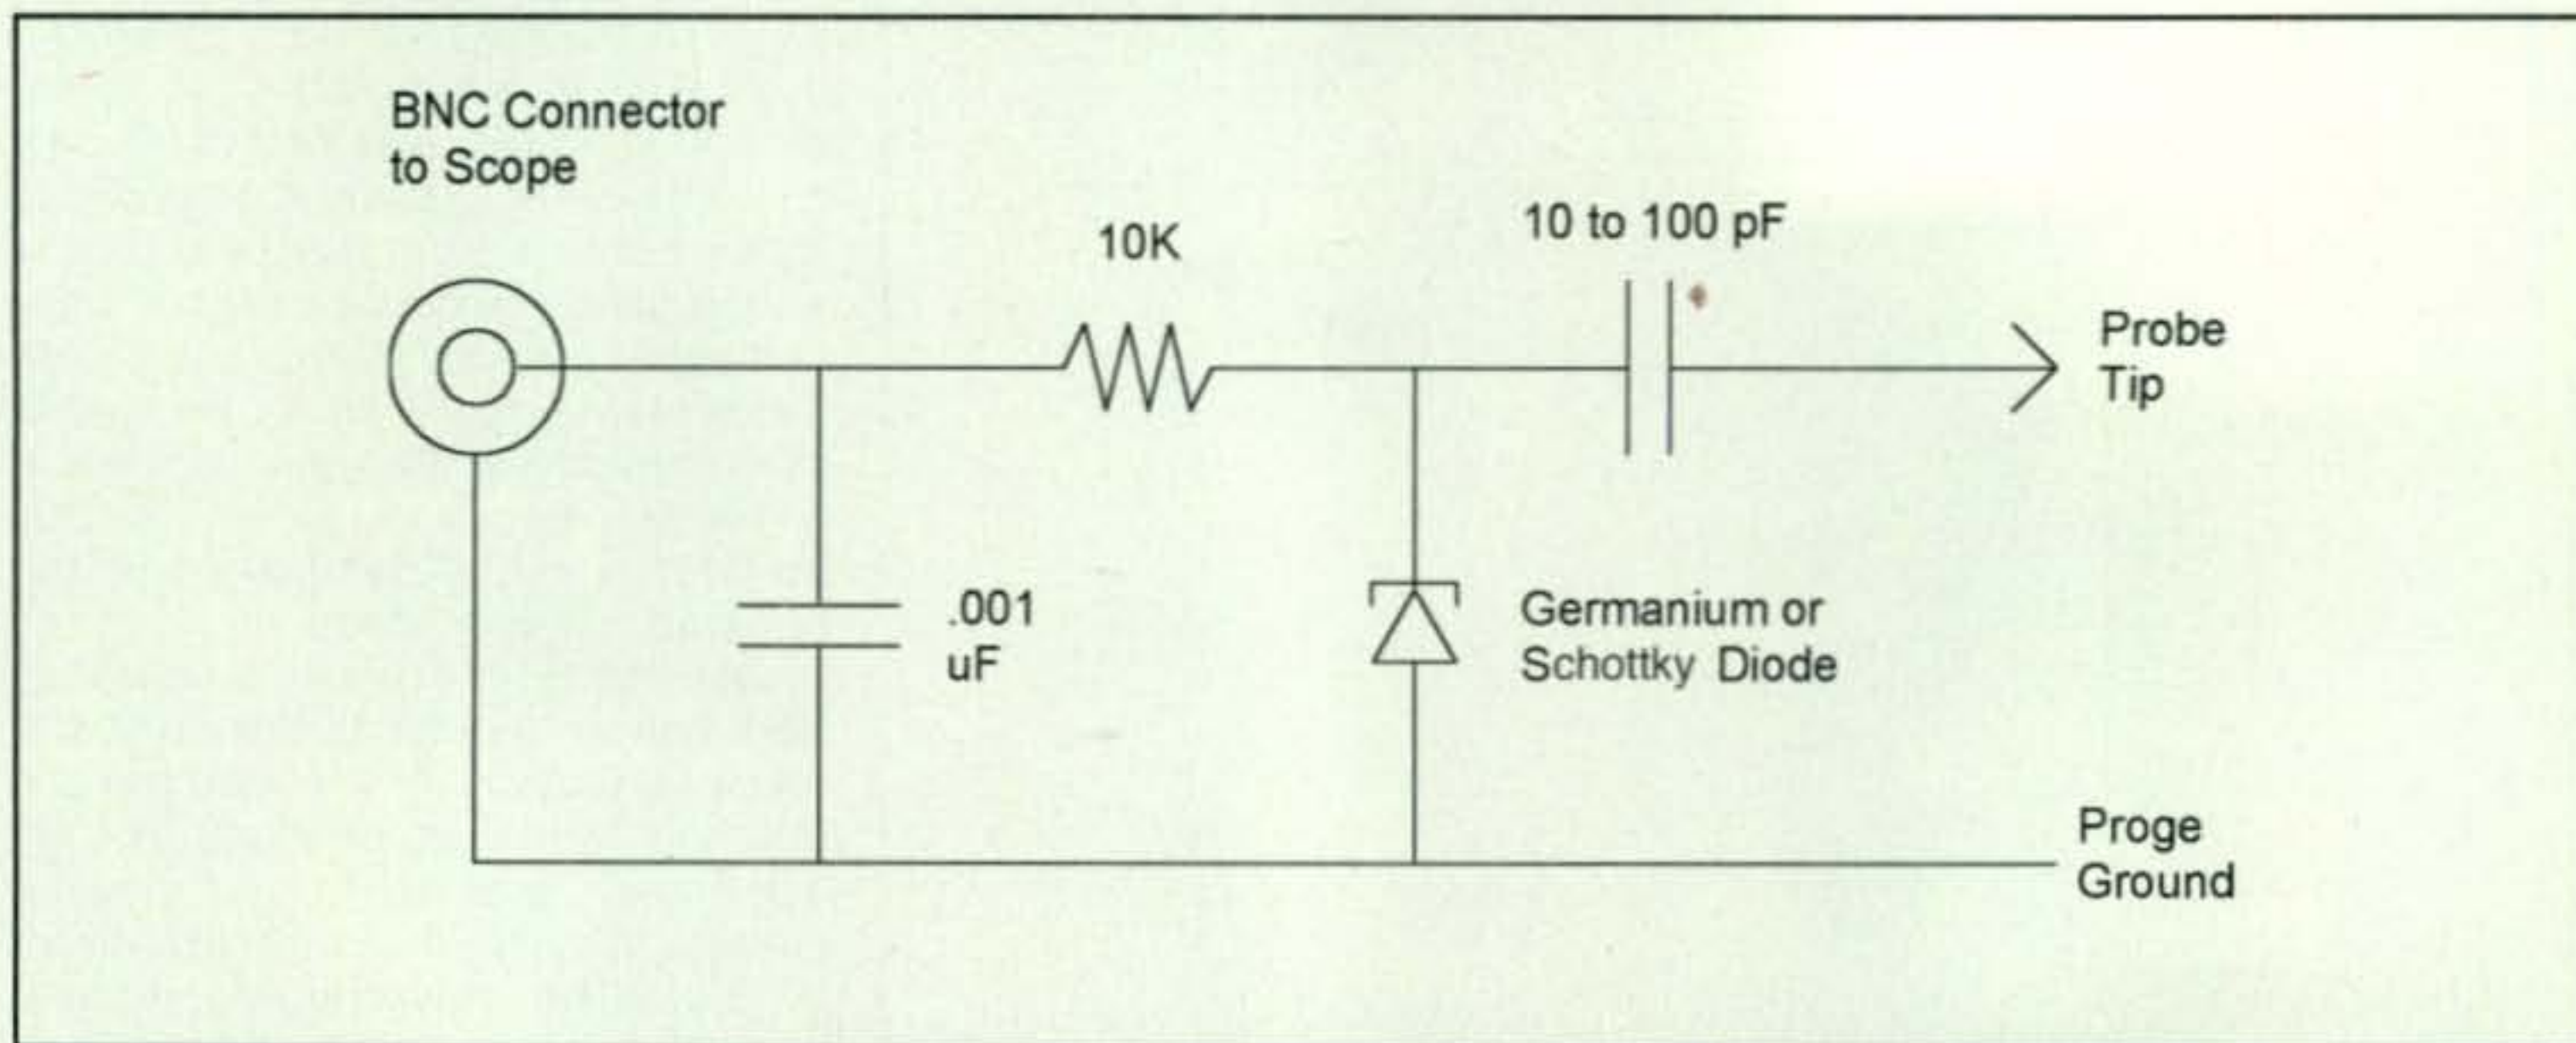 BNC Connector
to Scope
10K
10 to 100 pF
Probe
Tip
.001
uF
Germanium or
Schottky Diode
Proge
Ground